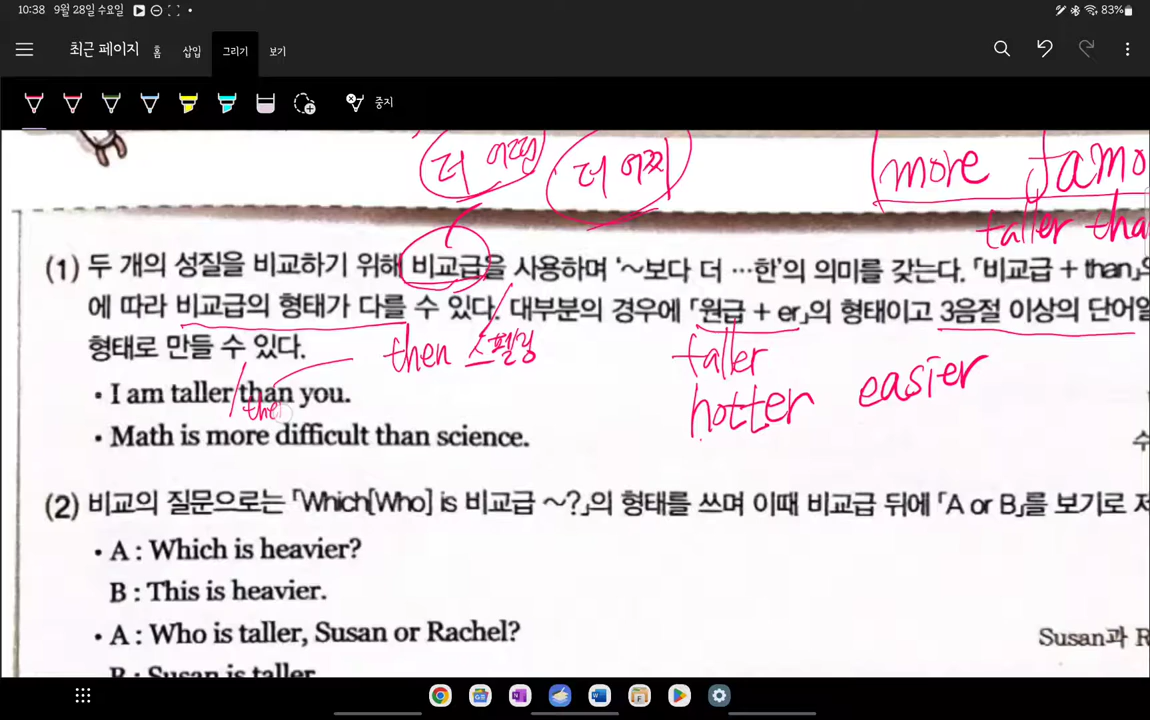 10:38 9월 28일 수요일
83%
최근 페이지 홈 삽입 그리기 보기
중지
더 어떤 더 어찌 more famo
taller tha
(1) 두 개의 성질을 비교하기 위해 비교급을 사용하며 '~보다 더 …한'의 의미를 갖는다. 「비교급 + than」으
에 따라 비교급의 형태가 다를 수 있다. 대부분의 경우에 「원급 + er」의 형태이고 3음절 이상의 단어일
형태로 만들 수 있다.
then 스펠링
taller
hotter easier
• I am taller than you.
the
• Math is more difficult than science.
수
(2) 비교의 질문으로는 「Which[Who] is 비교급 ~?」의 형태를 쓰며 이때 비교급 뒤에 「A or B」를 보기로 제
• A : Which is heavier?
B : This is heavier.
• A : Who is taller, Susan or Rachel?
Susan과 R
B : Susan is taller